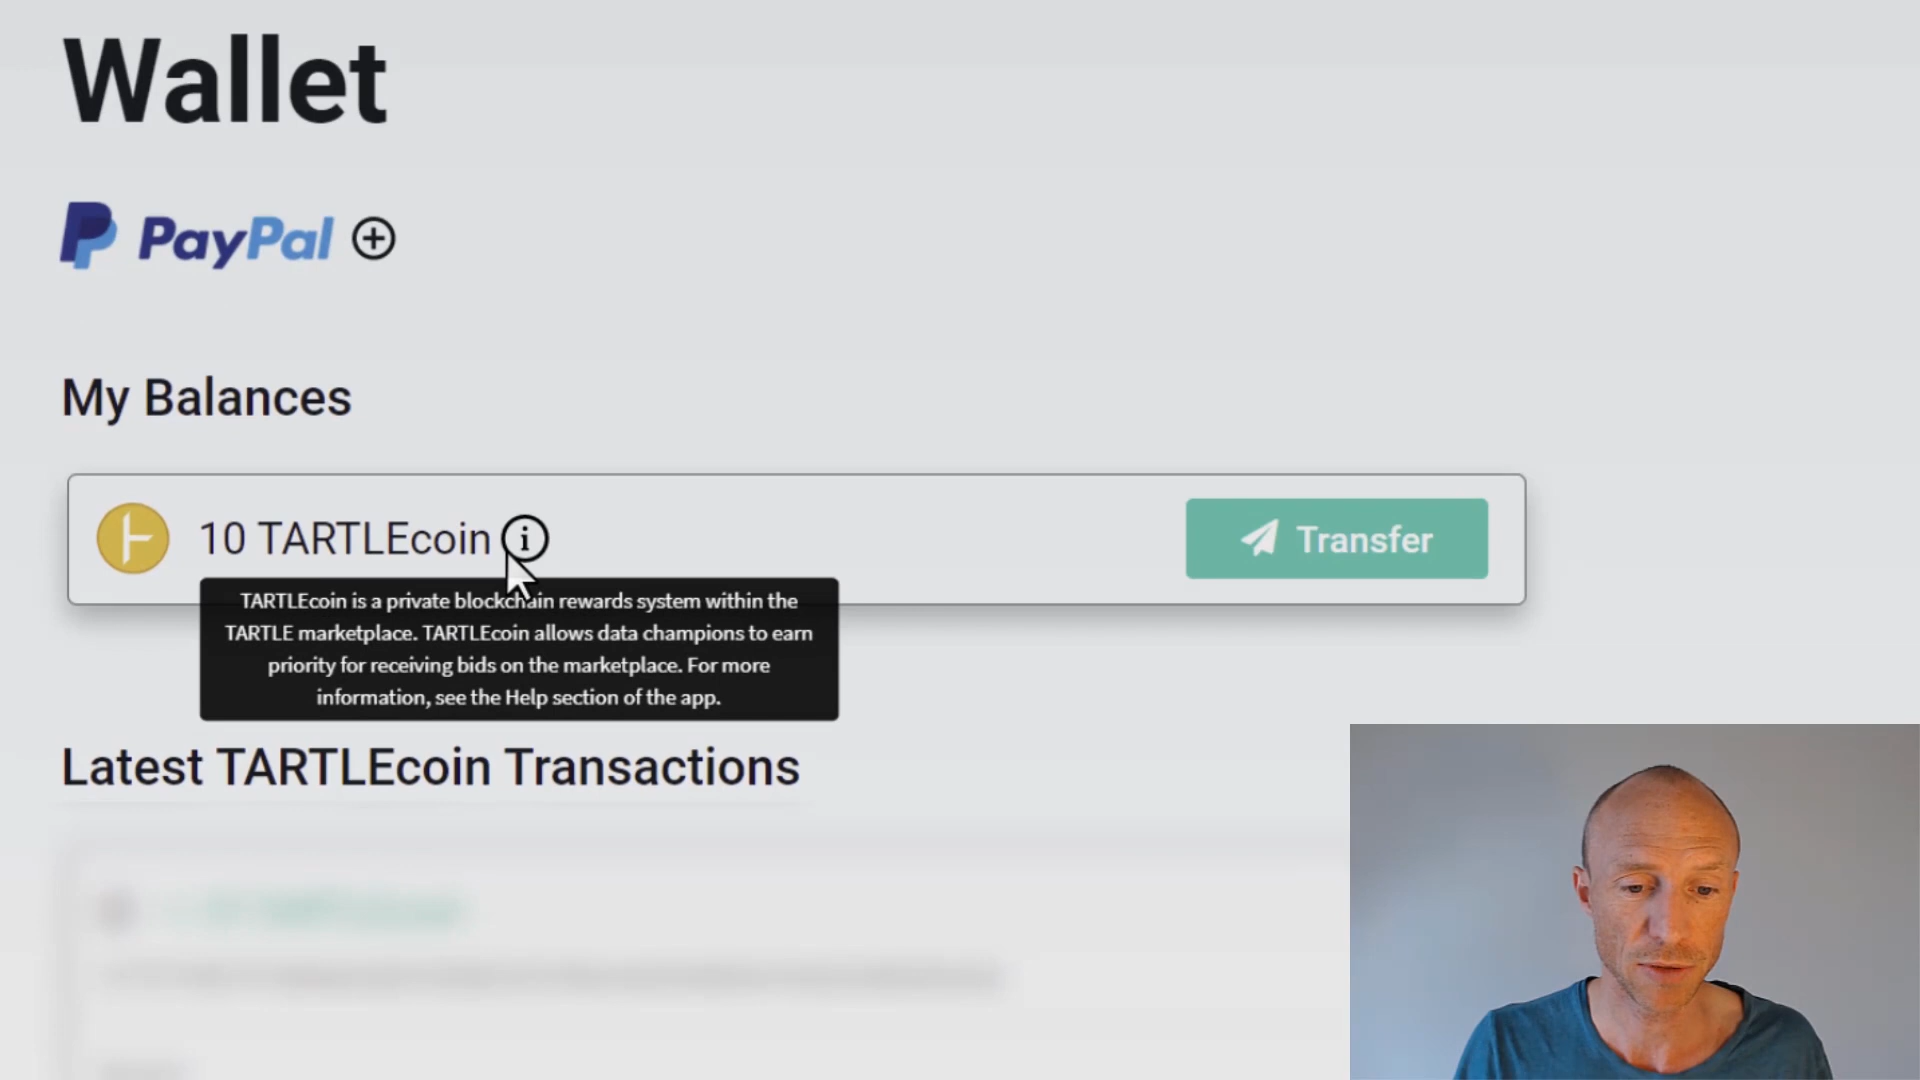 Wallet
PayPal
My Balances
10 TARTLEcoin
Transfer
TARTLEcoin is a private blockchain rewards system within the
TARTLE marketplace. TARTLEcoin allows data champions to earn
priority for receiving bids on the marketplace. For more
information, see the Help section of the app.
Latest TARTLEcoin Transactions